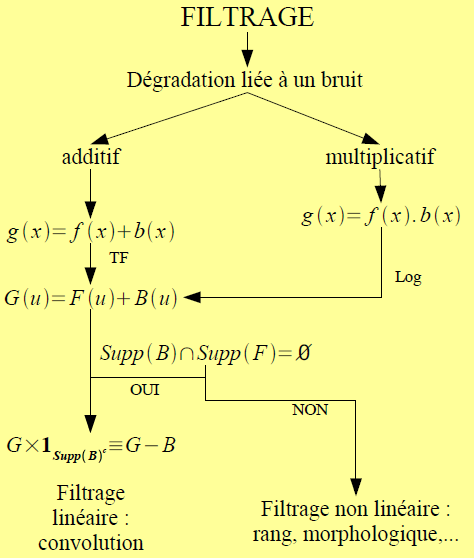 FILTRAGE
Dégradation liée à un bruit
additif
multiplicatif
g(x)=f(x)+b(x)
g(x)=f(x).b(x)
TF
Log
G(u)=F(u)+B(u)
Supp(B)∩Supp(F)=∅
OUI
NON
G×1_{Supp(B)^c}≡G−B
Filtrage
linéaire :
convolution
Filtrage non linéaire :
rang, morphologique,...